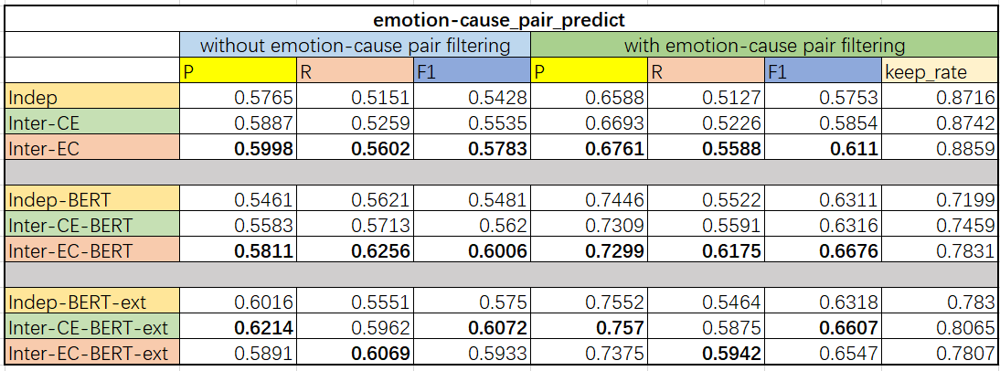 emotion-cause_pair_predict
without emotion-cause pair filtering with emotion-cause pair filtering
P R F1 P R F1 keep_rate
Indep 0.5765 0.5151 0.5428 0.6588 0.5127 0.5753 0.8716
Inter-CE 0.5887 0.5259 0.5535 0.6693 0.5226 0.5854 0.8742
Inter-EC 0.5998 0.5602 0.5783 0.6761 0.5588 0.611 0.8859
Indep-BERT 0.5461 0.5621 0.5481 0.7446 0.5522 0.6311 0.7199
Inter-CE-BERT 0.5583 0.5713 0.562 0.7309 0.5591 0.6316 0.7459
Inter-EC-BERT 0.5811 0.6256 0.6006 0.7299 0.6175 0.6676 0.7831
Indep-BERT-ext 0.6016 0.5551 0.575 0.7552 0.5464 0.6318 0.783
Inter-CE-BERT-ext 0.6214 0.5962 0.6072 0.757 0.5875 0.6607 0.8065
Inter-EC-BERT-ext 0.5891 0.6069 0.5933 0.7375 0.5942 0.6547 0.7807